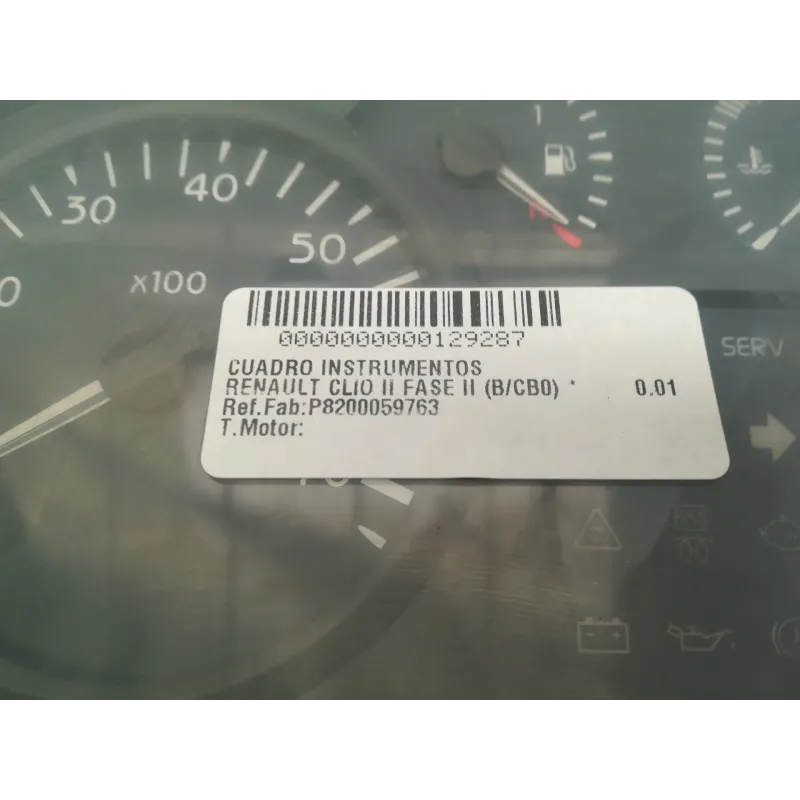 1
30
40
50
0
x100
0000000000129287
SERV
CUADRO INSTRUMENTOS
RENAULT CLIO II FASE II (B/CB0) * 0.01
Ref.Fab:P8200059763
T.Motor: